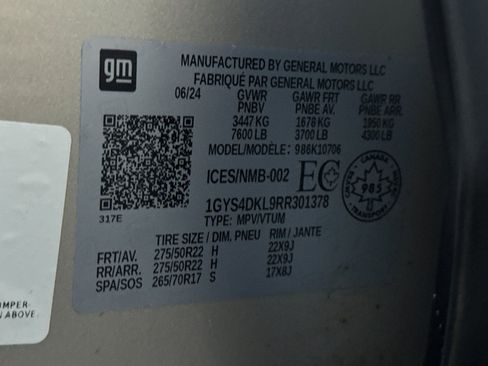 gm
MANUFACTURED BY GENERAL MOTORS LLC
FABRIQUÉ PAR GENERAL MOTORS LLC
06/24 GVWR GAWR FRT GAWR RR
PNBV PNBE AV. PNBE ARR.
3447 KG 1678 KG 1950 KG
7600 LB 3700 LB 4300 LB
MODEL/MODÈLE: 986K10706
ICES/NMB-002 EC
CANADA
985
TRANSPORT
317E
1GYS4DKL9RR301378
TYPE: MPV/VTUM
TIRE SIZE / DIM. PNEU RIM / JANTE
FRT/AV. 275/50R22 H 22X9J
RR/ARR. 275/50R22 H 22X9J
SPA/SOS 265/70R17 S 17X8J
UMPER
ABOVE.